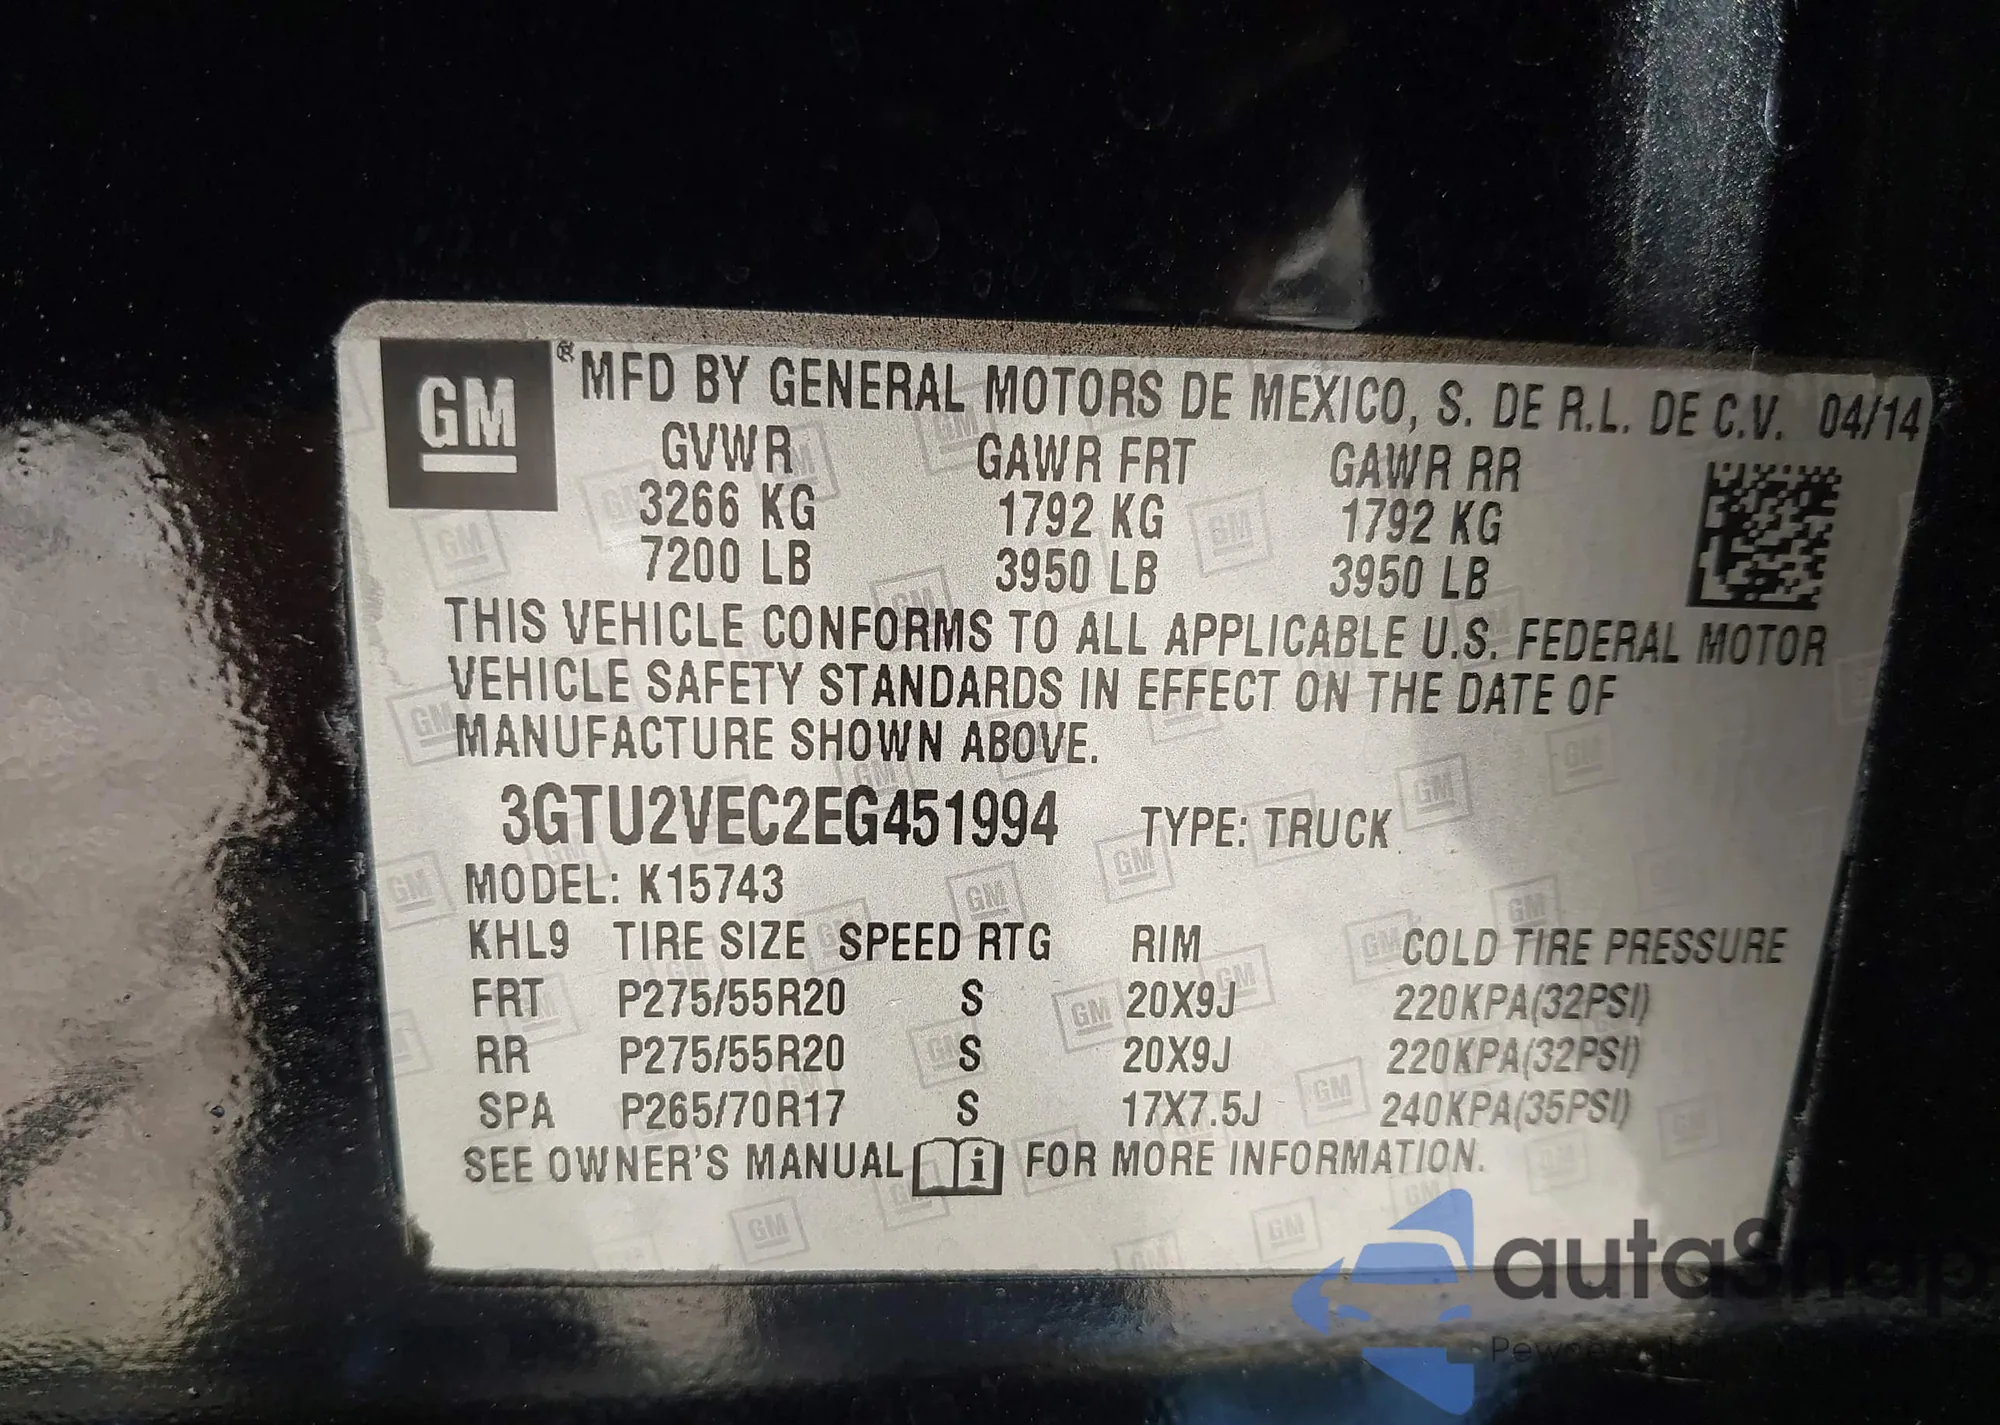 GM ® MFD BY GENERAL MOTORS DE MEXICO, S. DE R.L. DE C.V. 04/14
GVWR GAWR FRT GAWR RR
3266 KG 1792 KG 1792 KG
7200 LB 3950 LB 3950 LB
THIS VEHICLE CONFORMS TO ALL APPLICABLE U.S. FEDERAL MOTOR
VEHICLE SAFETY STANDARDS IN EFFECT ON THE DATE OF
MANUFACTURE SHOWN ABOVE.
3GTU2VEC2EG451994 TYPE: TRUCK
MODEL: K15743
KHL9 TIRE SIZE SPEED RTG RIM COLD TIRE PRESSURE
FRT P275/55R20 S 20X9J 220KPA(32PSI)
RR P275/55R20 S 20X9J 220KPA(32PSI)
SPA P265/70R17 S 17X7.5J 240KPA(35PSI)
SEE OWNER'S MANUAL i FOR MORE INFORMATION.
autaSnap